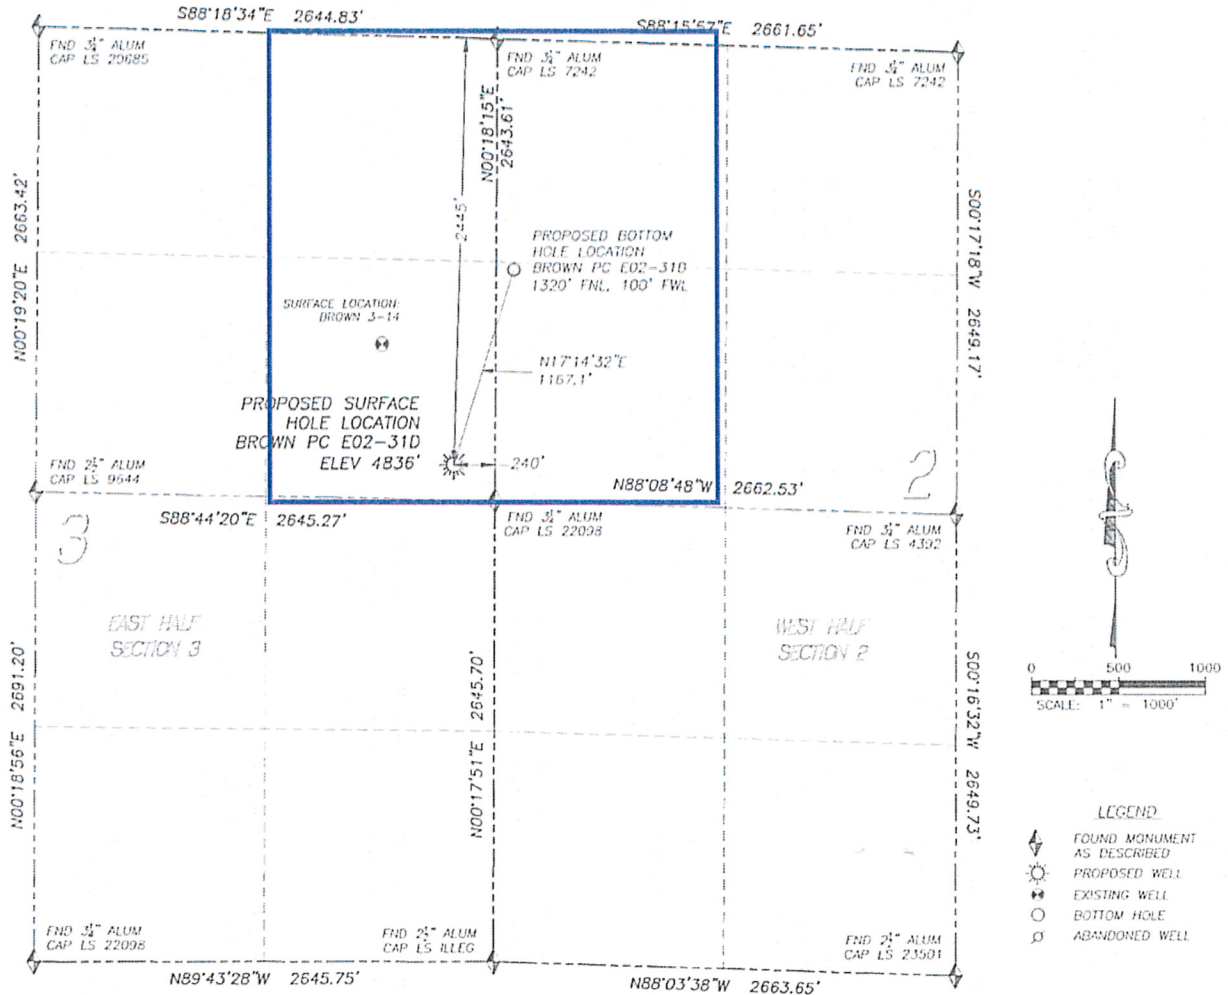 S88°18'34"E 2644.83'
S88°15'57"E 2661.65'
FND 3¼" ALUM
CAP LS 20685
FND 3¼" ALUM
CAP LS 7242
FND 3¼" ALUM
CAP LS 7242
N00°18'15"E
2643.61'
2445'
N00°19'20"E 2663.42'
S00°17'18"W 2649.17'
PROPOSED BOTTOM
HOLE LOCATION
BROWN PC E02-31D
1320' FNL, 100' FWL
SURFACE LOCATION:
BROWN 3-14
N17°14'32"E
1167.1'
PROPOSED SURFACE
HOLE LOCATION
BROWN PC E02-31D
ELEV 4836'
240'
FND 2½" ALUM
CAP LS 9644
N88°08'48"W 2662.53'
2
S88°44'20"E 2645.27'
FND 3¼" ALUM
CAP LS 22098
FND 3¼" ALUM
CAP LS 4392
3
EAST HALF
SECTION 3
WEST HALF
SECTION 2
N00°18'56"E 2691.20'
N00°17'51"E 2645.70'
S00°16'32"W 2649.73'
0 500 1000
SCALE: 1" = 1000'
LEGEND
FOUND MONUMENT
AS DESCRIBED
PROPOSED WELL
EXISTING WELL
BOTTOM HOLE
ABANDONED WELL
FND 3¼" ALUM
CAP LS 22098
FND 2½" ALUM
CAP LS ILLEG
FND 2½" ALUM
CAP LS 23501
N89°43'28"W 2645.75'
N88°03'38"W 2663.65'